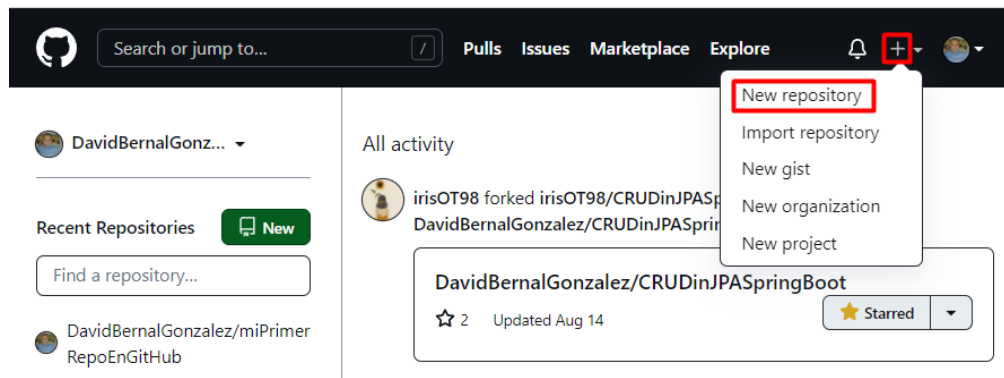 Search or jump to... / Pulls Issues Marketplace Explore
New repository
Import repository
New gist
New organization
New project
DavidBernalGonz...
Recent Repositories New
Find a repository...
DavidBernalGonzalez/miPrimer
RepoEnGitHub
All activity
irisOT98 forked irisOT98/CRUDinJPASp
DavidBernalGonzalez/CRUDinJPASprin
DavidBernalGonzalez/CRUDinJPASpringBoot
2 Updated Aug 14
Starred